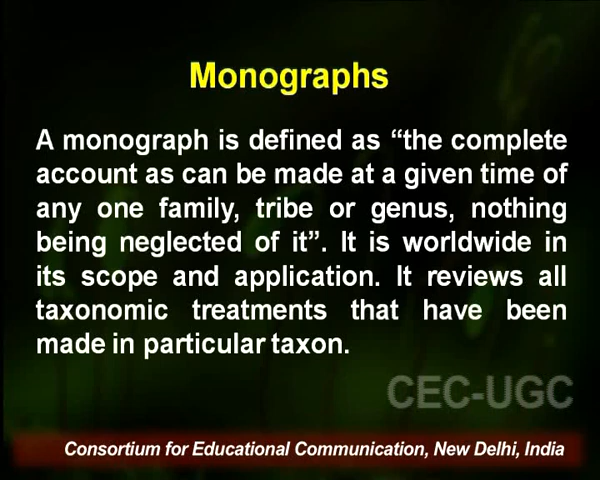 Monographs
A monograph is defined as “the complete
account as can be made at a given time of
any one family, tribe or genus, nothing
being neglected of it”. It is worldwide in
its scope and application. It reviews all
taxonomic treatments that have been
made in particular taxon.
CEC-UGC
Consortium for Educational Communication, New Delhi, India